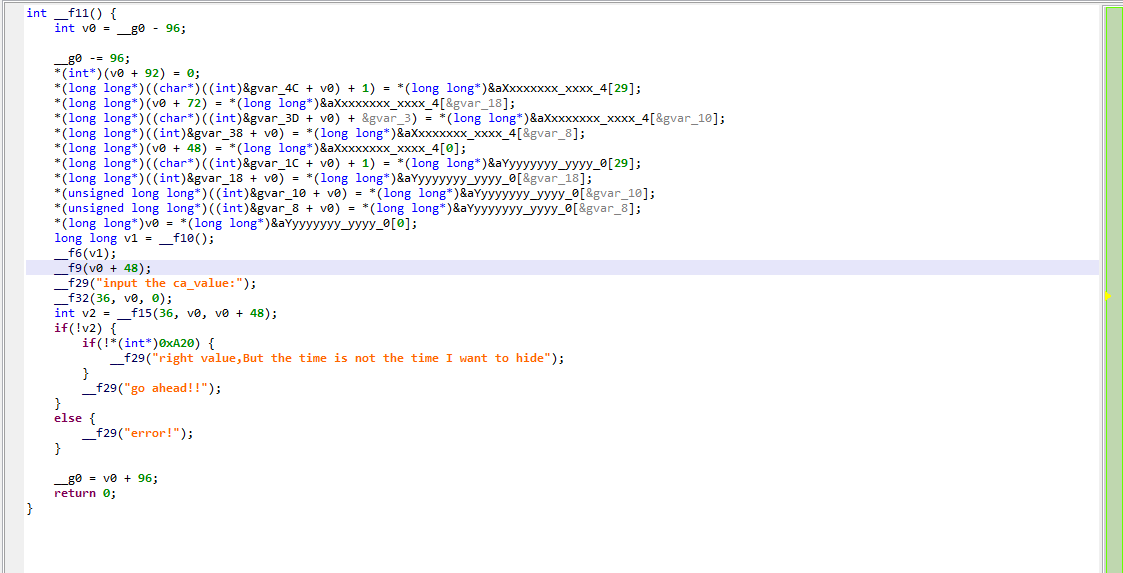 int __f11() {
    int v0 = __g0 - 96;

    __g0 -= 96;
    *(int*)(v0 + 92) = 0;
    *(long long*)((char*)((int)&gvar_4C + v0) + 1) = *(long long*)&aXxxxxxxx_xxxx_4[29];
    *(long long*)(v0 + 72) = *(long long*)&aXxxxxxxx_xxxx_4[&gvar_18];
    *(long long*)((char*)((int)&gvar_3D + v0) + &gvar_3) = *(long long*)&aXxxxxxxx_xxxx_4[&gvar_10];
    *(long long*)((int)&gvar_38 + v0) = *(long long*)&aXxxxxxxx_xxxx_4[&gvar_8];
    *(long long*)(v0 + 48) = *(long long*)&aXxxxxxxx_xxxx_4[0];
    *(long long*)((char*)((int)&gvar_1C + v0) + 1) = *(long long*)&aYyyyyyyy_yyyy_0[29];
    *(long long*)((int)&gvar_18 + v0) = *(long long*)&aYyyyyyyy_yyyy_0[&gvar_18];
    *(unsigned long long*)((int)&gvar_10 + v0) = *(long long*)&aYyyyyyyy_yyyy_0[&gvar_10];
    *(unsigned long long*)((int)&gvar_8 + v0) = *(long long*)&aYyyyyyyy_yyyy_0[&gvar_8];
    *(long long*)v0 = *(long long*)&aYyyyyyyy_yyyy_0[0];
    long long v1 = __f10();
    __f6(v1);
    __f9(v0 + 48);
    __f29("input the ca_value:");
    __f32(36, v0, 0);
    int v2 = __f15(36, v0, v0 + 48);
    if(!v2) {
        if(!*(int*)0xA20) {
            __f29("right value,But the time is not the time I want to hide");
        }
        __f29("go ahead!!");
    }
    else {
        __f29("error!");
    }

    __g0 = v0 + 96;
    return 0;
}